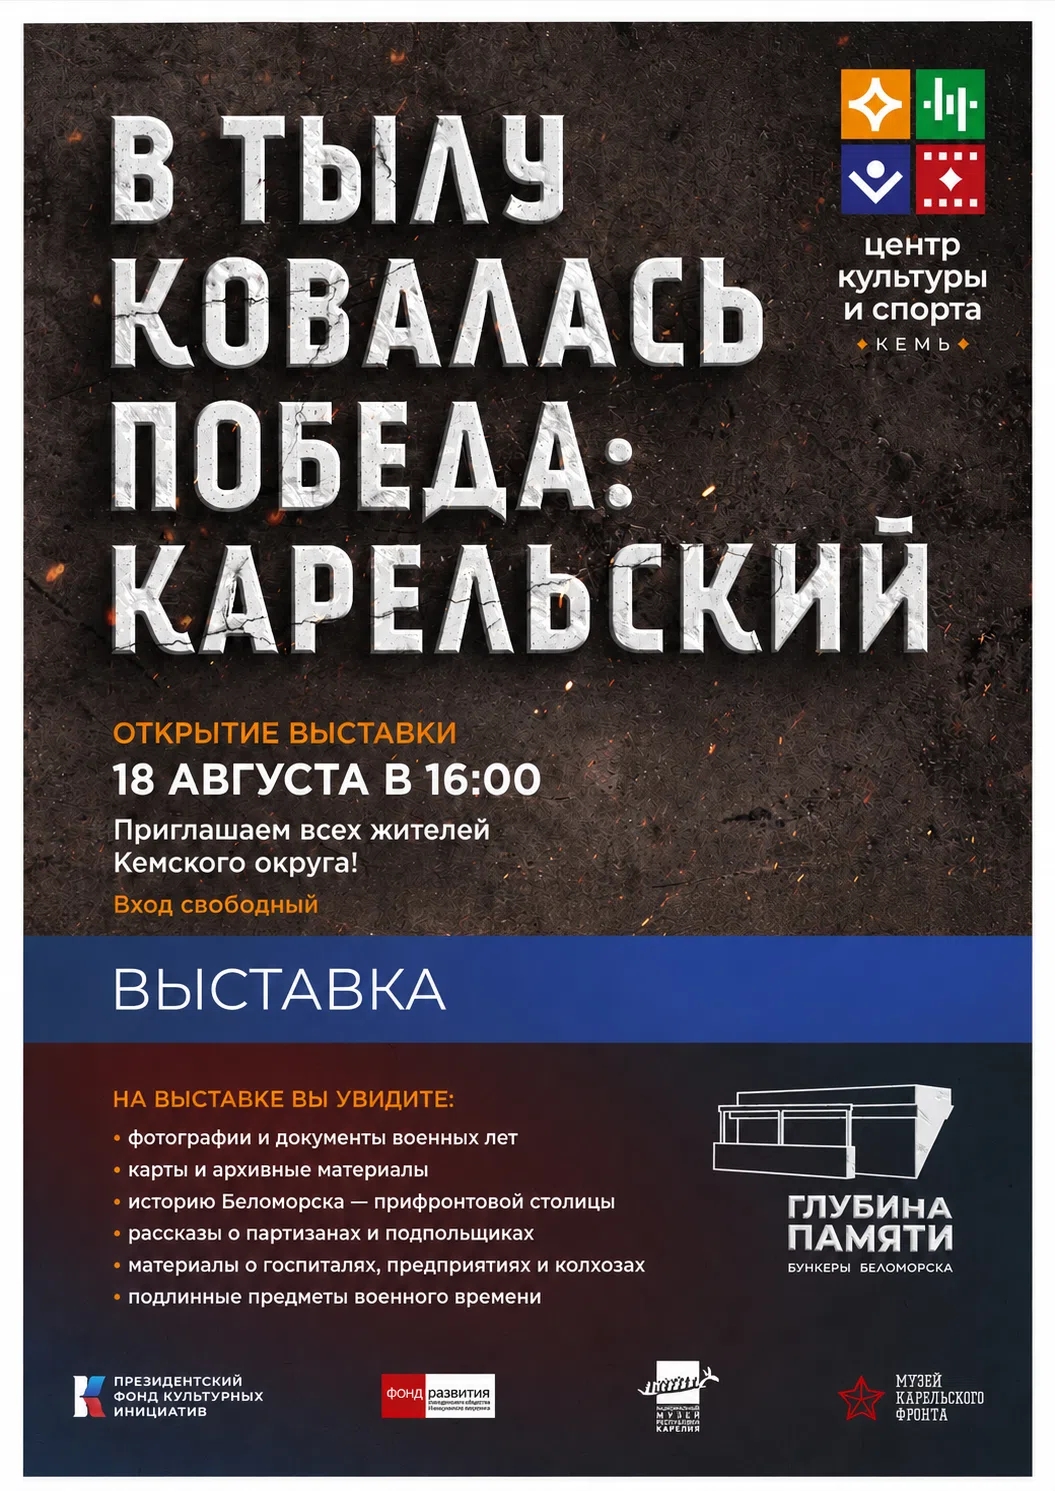 В ТЫЛУ
КОВАЛАСЬ
ПОБЕДА:
КАРЕЛЬСКИЙ
центр
культуры
и спорта
КЕМЬ
ОТКРЫТИЕ ВЫСТАВКИ
18 АВГУСТА В 16:00
Приглашаем всех жителей
Кемского округа!
Вход свободный
ВЫСТАВКА
НА ВЫСТАВКЕ ВЫ УВИДИТЕ:
• фотографии и документы военных лет
• карты и архивные материалы
• историю Беломорска — прифронтовой столицы
• рассказы о партизанах и подпольщиках
• материалы о госпиталях, предприятиях и колхозах
• подлинные предметы военного времени
ГЛУБИНА
ПАМЯТИ
БУНКЕРЫ БЕЛОМОРСКА
ПРЕЗИДЕНТСКИЙ
ФОНД КУЛЬТУРНЫХ
ИНИЦИАТИВ
ФОНД развития
МУЗЕЙ
РЕСПУБЛИКИ
КАРЕЛИЯ
МУЗЕЙ
КАРЕЛЬСКОГО
ФРОНТА